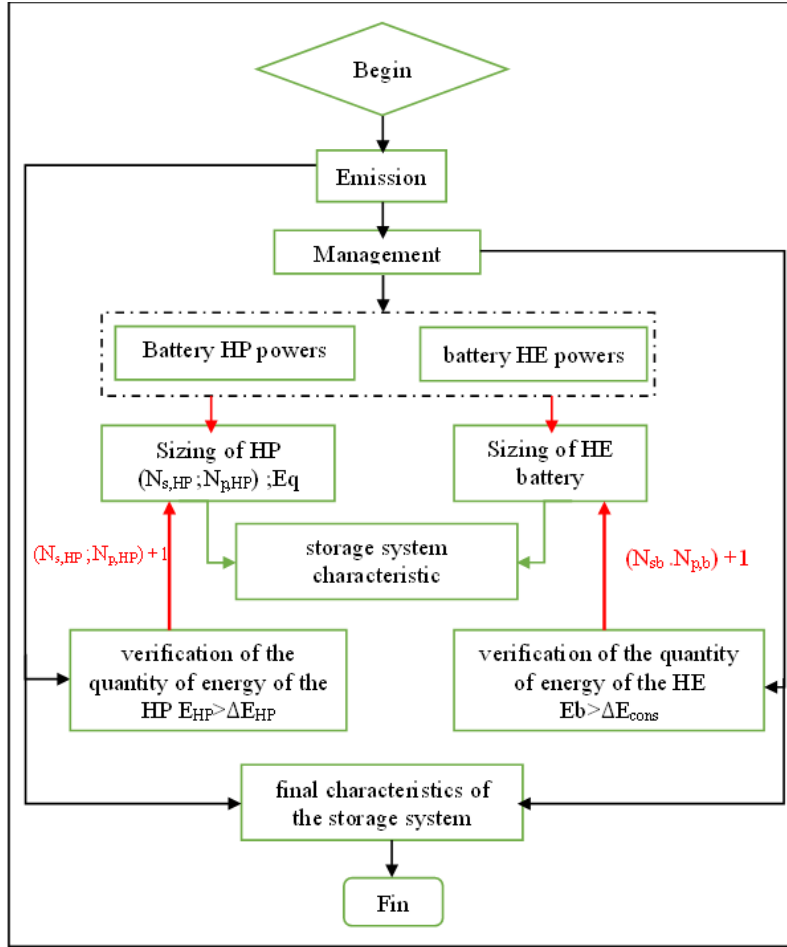 Begin
Emission
Management
Battery HP powers
battery HE powers
Sizing of HP
(Ns,HP ;Np,HP) ;Eq
Sizing of HE
battery
storage system
characteristic
(Ns,HP ;Np,HP) +1
(Nsb .Np,b) +1
verification of the
quantity of energy of the
HP EHP>ΔEHP
verification of the quantity
of energy of the HE
Eb>ΔEcons
final characteristics of
the storage system
Fin